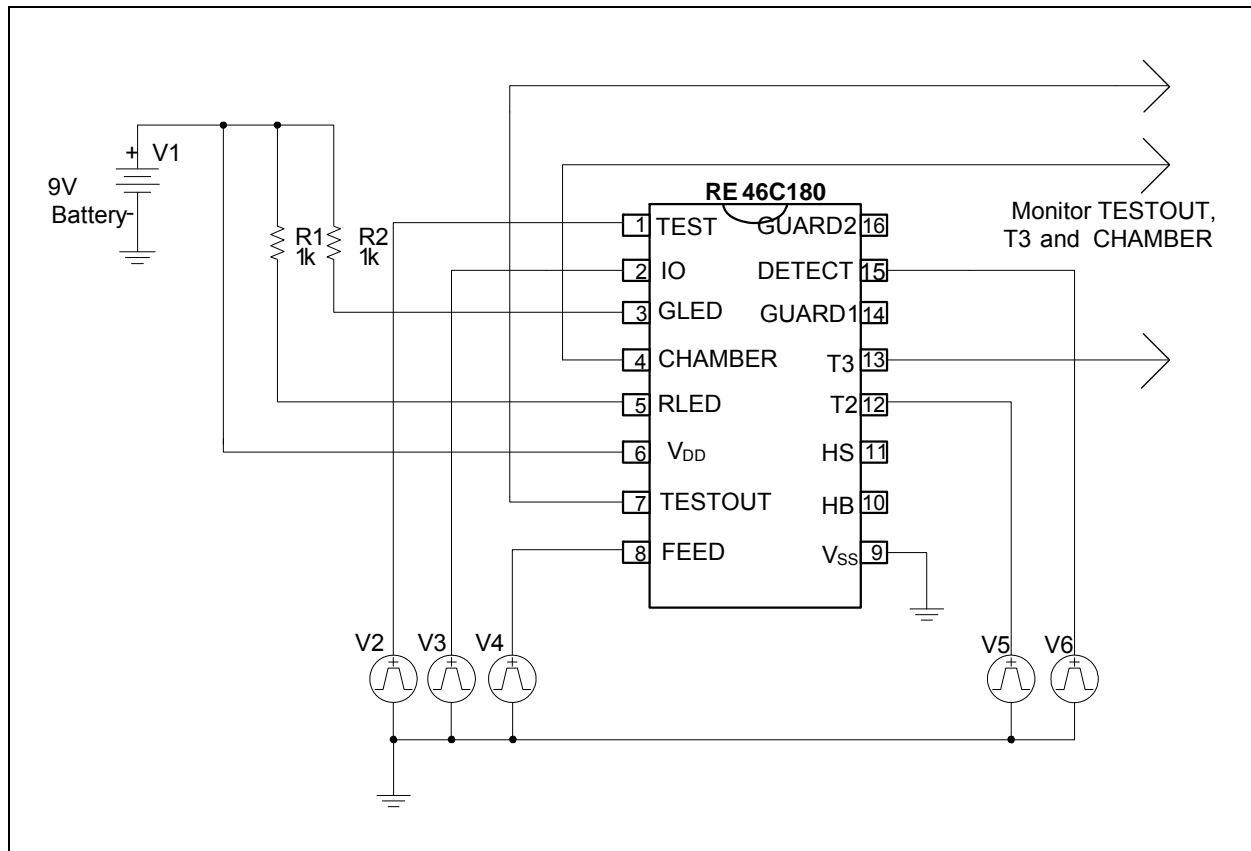 + V1
9V
Battery-
R1
1k
R2
1k
RE46C180
1 TEST GUARD2 16
2 IO DETECT 15
3 GLED GUARD1 14
4 CHAMBER T3 13
5 RLED T2 12
6 VDD HS 11
7 TESTOUT HB 10
8 FEED VSS 9
Monitor TESTOUT,
T3 and CHAMBER
V2 V3 V4 V5 V6
+ + + + +